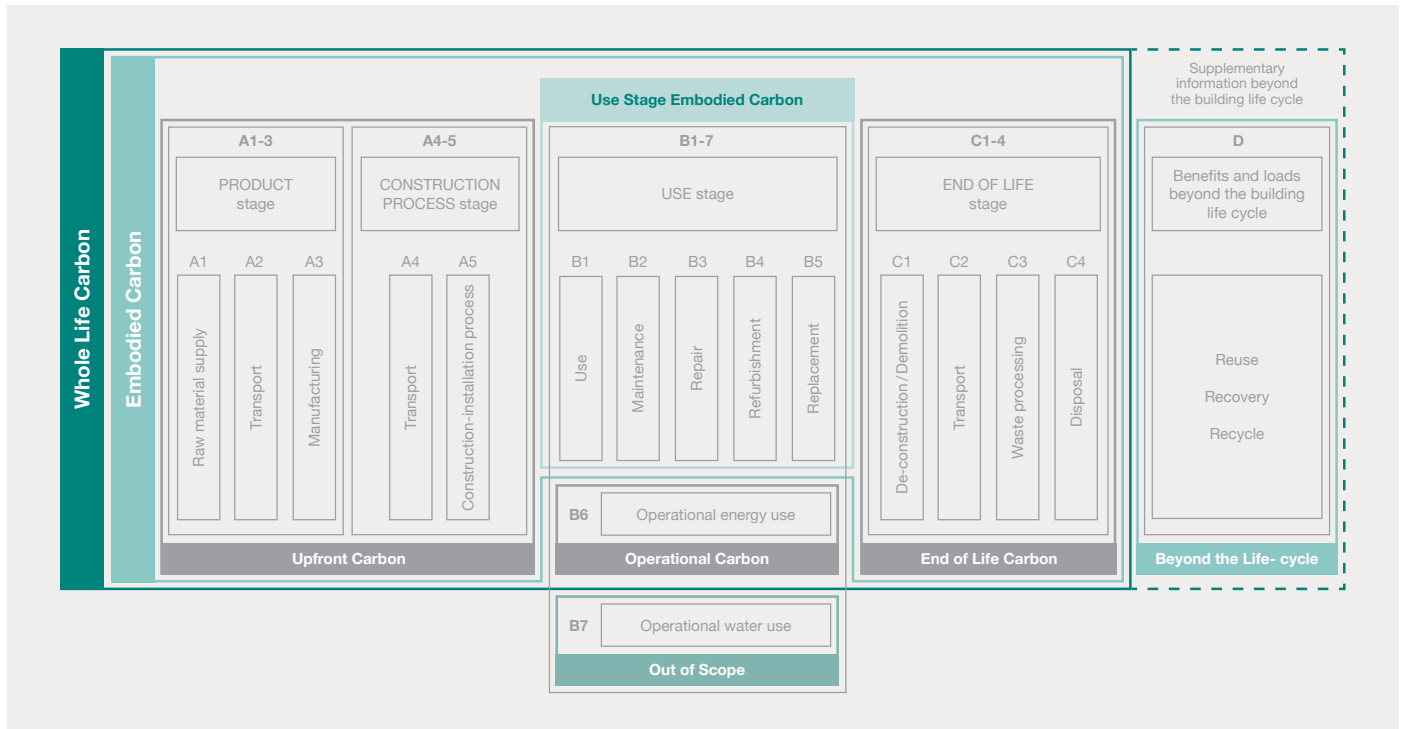 Whole Life Carbon
Embodied Carbon
Supplementary
information beyond
the building life cycle
Use Stage Embodied Carbon
A1-3
A4-5
B1-7
C1-4
D
PRODUCT
stage
CONSTRUCTION
PROCESS stage
USE stage
END OF LIFE
stage
Benefits and loads
beyond the building
life cycle
A1
A2
A3
A4
A5
B1
B2
B3
B4
B5
C1
C2
C3
C4
Raw material supply
Transport
Manufacturing
Transport
Construction-installation process
Use
Maintenance
Repair
Refurbishment
Replacement
De-construction / Demolition
Transport
Waste processing
Disposal
Reuse
Recovery
Recycle
B6
Operational energy use
Upfront Carbon
Operational Carbon
End of Life Carbon
Beyond the Life- cycle
B7
Operational water use
Out of Scope